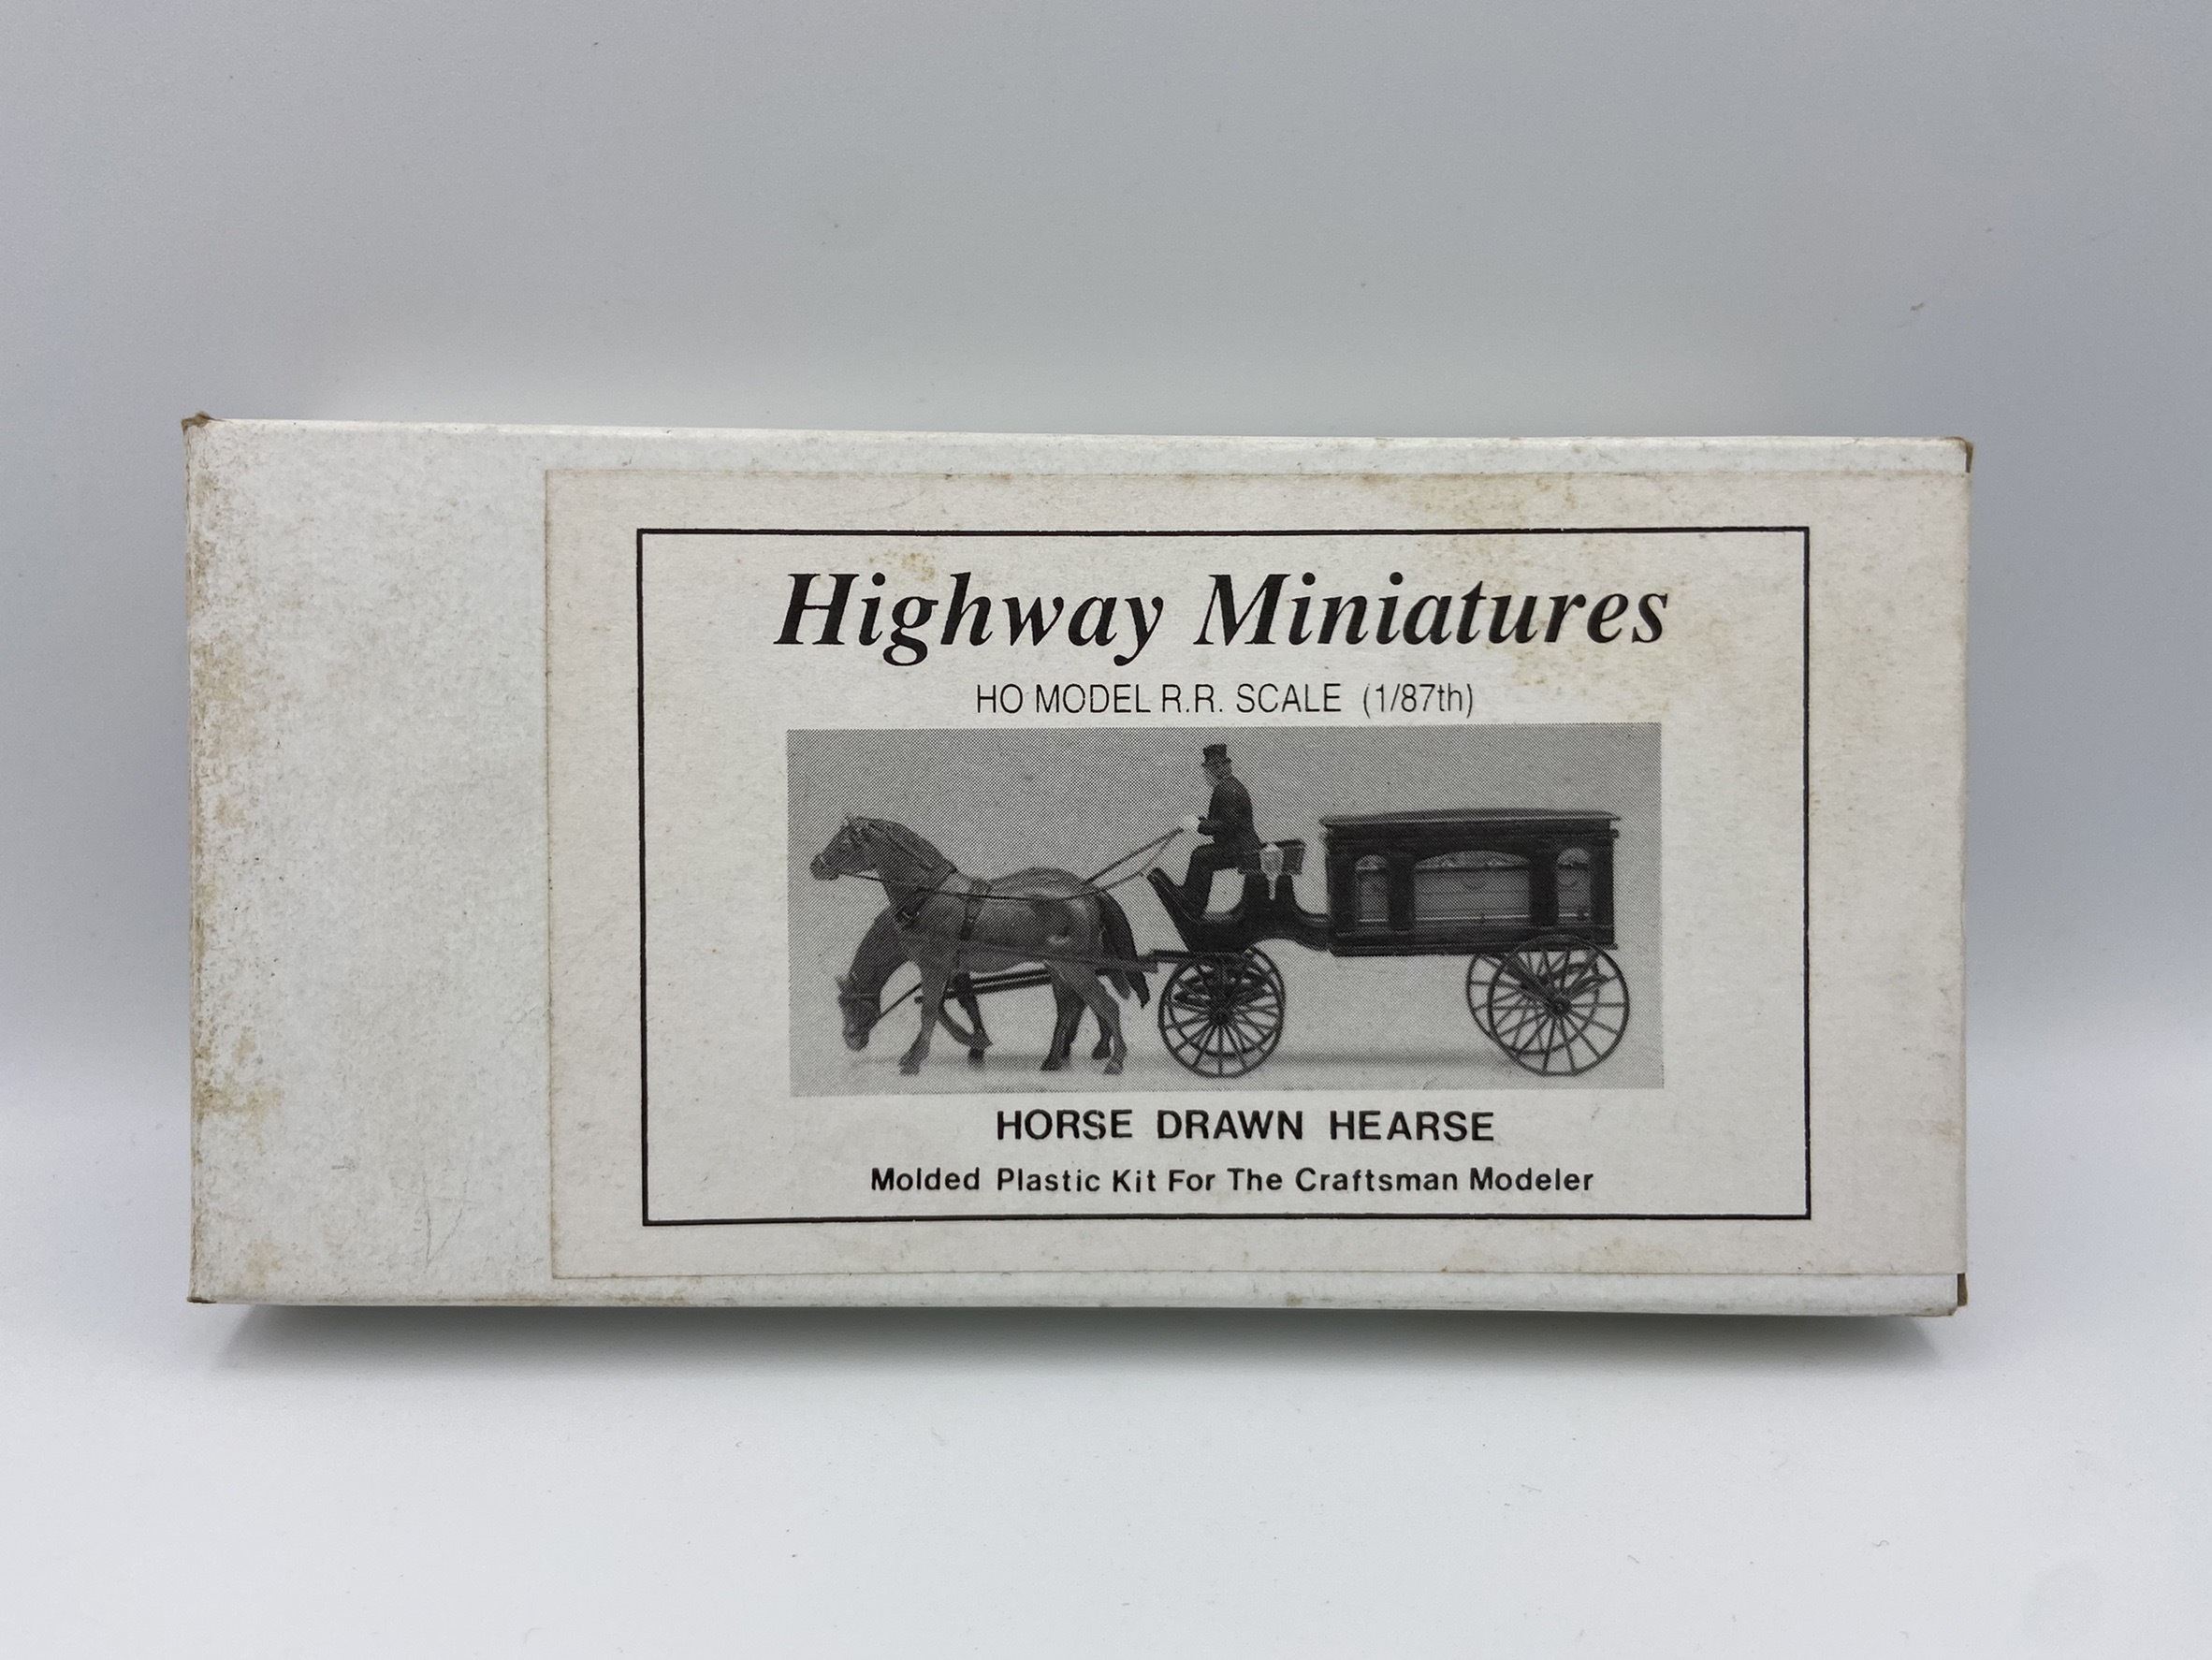 Highway Miniatures
HO MODEL R.R. SCALE (1/87th)
HORSE DRAWN HEARSE
Molded Plastic Kit For The Craftsman Modeler